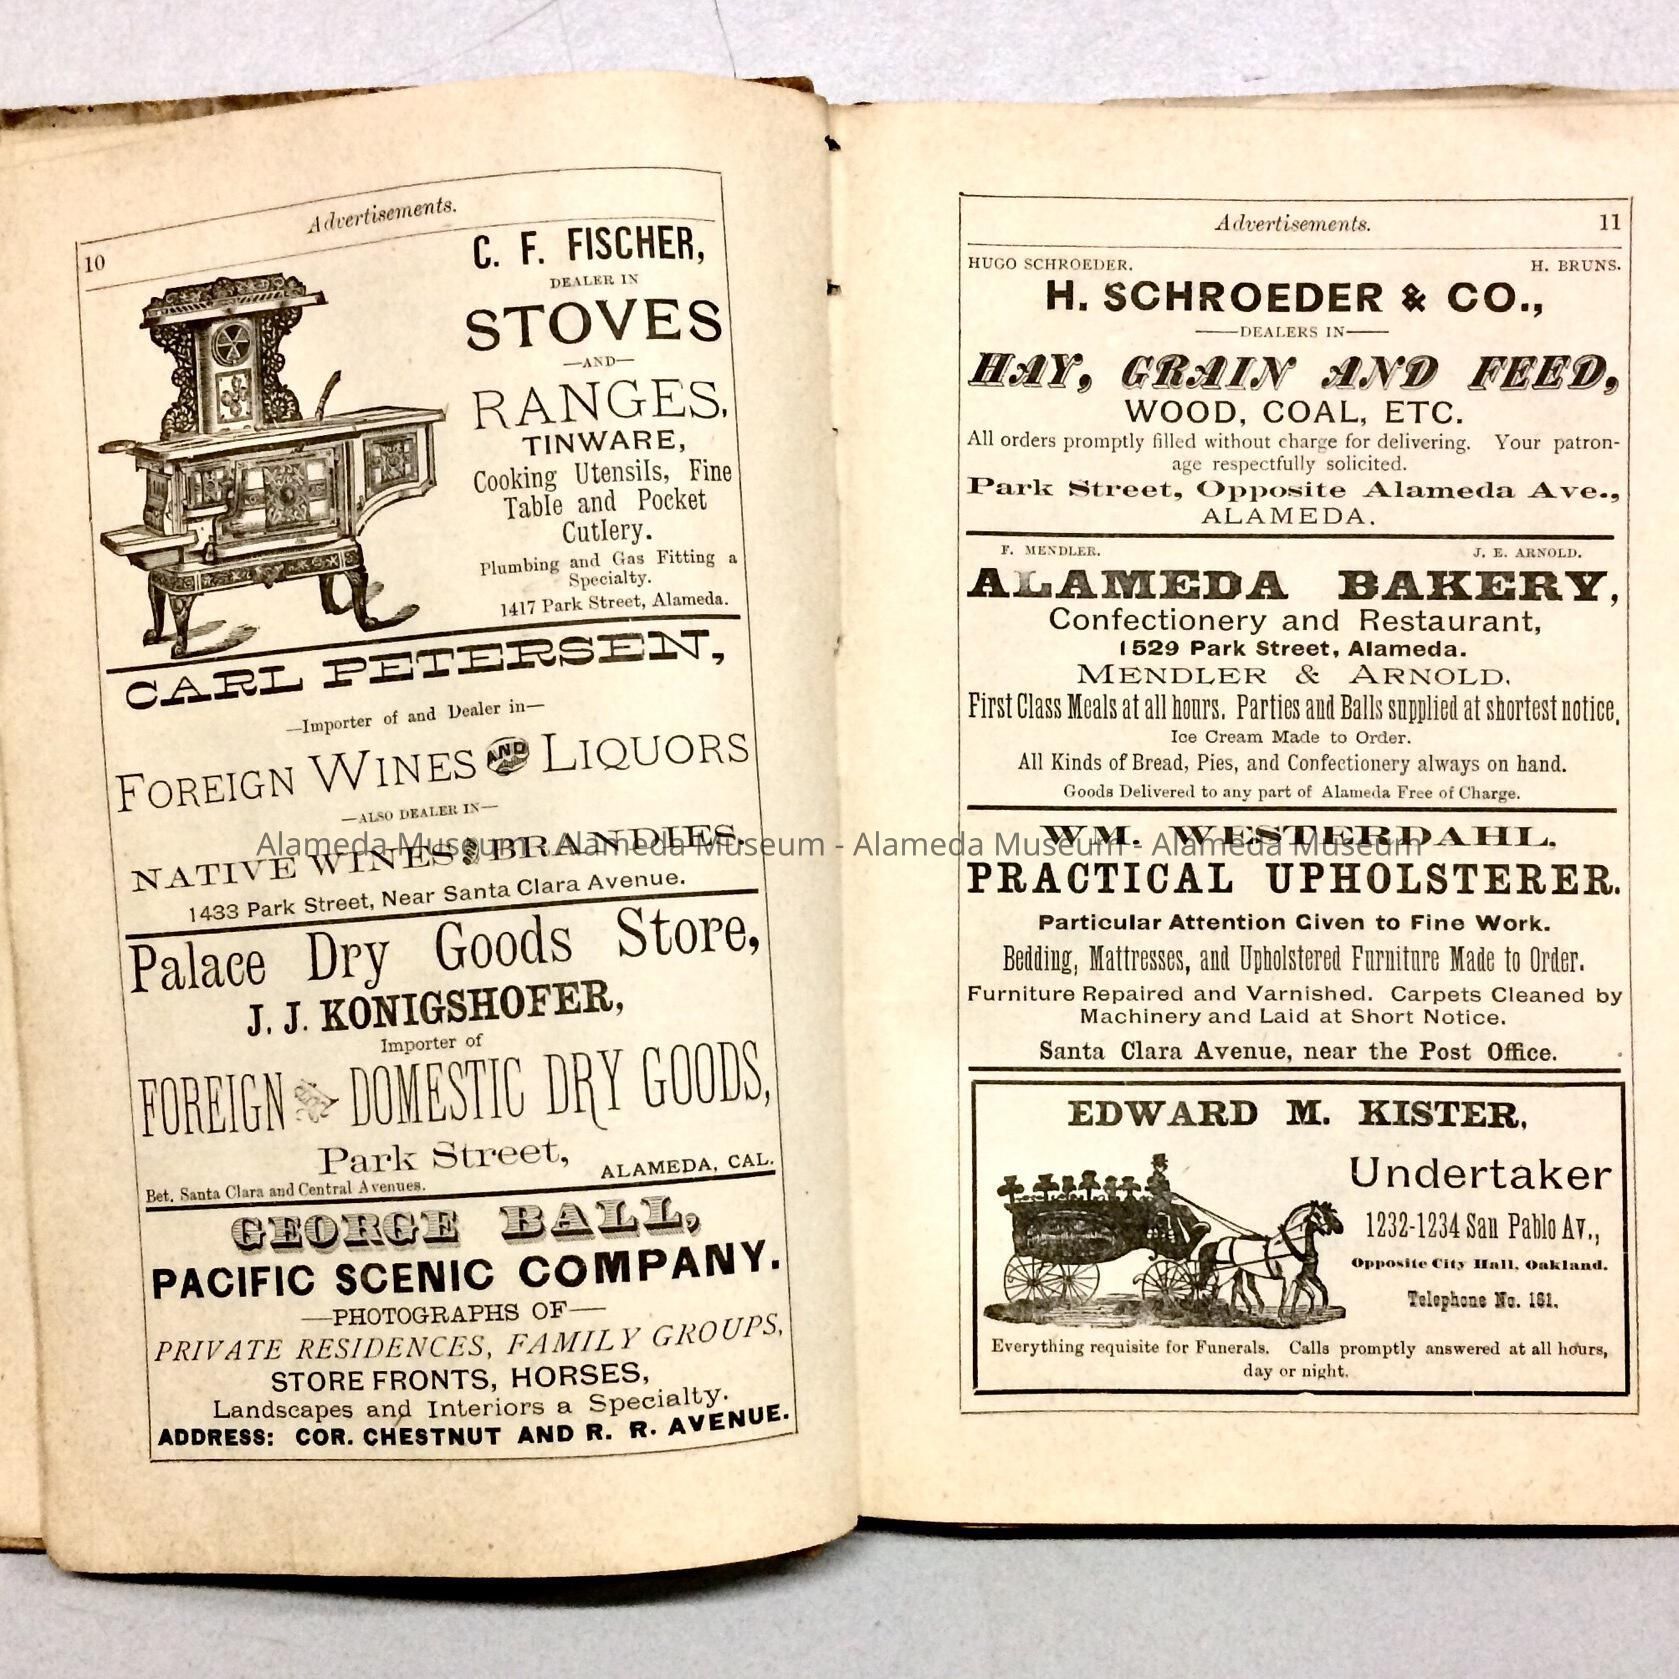 Advertisements.
10
C. F. FISCHER,
DEALER IN
STOVES
—AND—
RANGES,
TINWARE,
Cooking Utensils, Fine
Table and Pocket
Cutlery.
Plumbing and Gas Fitting a
Specialty.
1417 Park Street, Alameda.
CARL PETERSEN,
—Importer of and Dealer in—
FOREIGN WINES AND LIQUORS
—ALSO DEALER IN—
NATIVE WINES & BRANDIES.
1433 Park Street, Near Santa Clara Avenue.
Palace Dry Goods Store,
J. J. KONIGSHOFER,
Importer of
FOREIGN and DOMESTIC DRY GOODS,
Park Street, ALAMEDA, CAL.
Bet. Santa Clara and Central Avenues.
GEORGE BALL,
PACIFIC SCENIC COMPANY.
—PHOTOGRAPHS OF—
PRIVATE RESIDENCES, FAMILY GROUPS,
STORE FRONTS, HORSES,
Landscapes and Interiors a Specialty.
ADDRESS: COR. CHESTNUT AND R. R. AVENUE.
Advertisements. 11
HUGO SCHROEDER. H. BRUNS.
H. SCHROEDER & CO.,
—DEALERS IN—
HAY, GRAIN AND FEED,
WOOD, COAL, ETC.
All orders promptly filled without charge for delivering. Your patron-
age respectfully solicited.
Park Street, Opposite Alameda Ave.,
ALAMEDA.
F. MENDLER. J. E. ARNOLD.
ALAMEDA BAKERY,
Confectionery and Restaurant,
1529 Park Street, Alameda.
MENDLER & ARNOLD,
First Class Meals at all hours. Parties and Balls supplied at shortest notice,
Ice Cream Made to Order.
All Kinds of Bread, Pies, and Confectionery always on hand.
Goods Delivered to any part of Alameda Free of Charge.
WM. WESTERDAHL,
PRACTICAL UPHOLSTERER.
Particular Attention Given to Fine Work.
Bedding, Mattresses, and Upholstered Furniture Made to Order.
Furniture Repaired and Varnished. Carpets Cleaned by
Machinery and Laid at Short Notice.
Santa Clara Avenue, near the Post Office.
EDWARD M. KISTER,
Undertaker
1232-1234 San Pablo Av.,
Opposite City Hall, Oakland.
Telephone No. 181.
Everything requisite for Funerals. Calls promptly answered at all hours,
day or night.
Alameda Museum - Alameda Museum - Alameda Museum - Alameda Museum